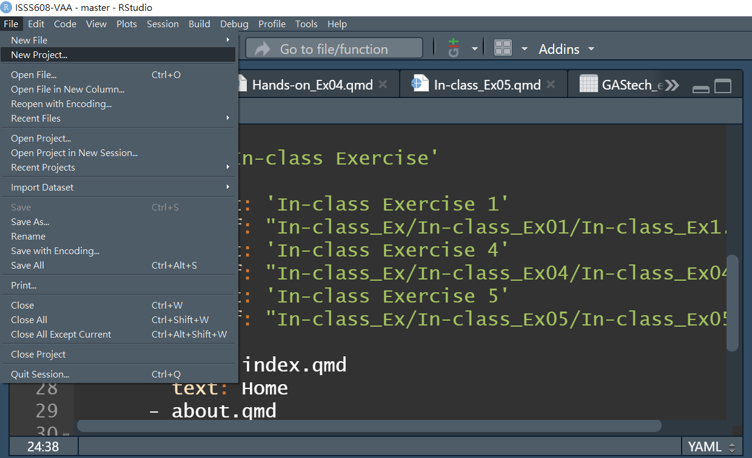 ISSS608-VAA - master - RStudio
File Edit Code View Plots Session Build Debug Profile Tools Help
New File
New Project...
Open File... Ctrl+O
Open File in New Column...
Reopen with Encoding...
Recent Files
Open Project...
Open Project in New Session...
Recent Projects
Import Dataset
Save Ctrl+S
Save As...
Rename
Save with Encoding...
Save All Ctrl+Alt+S
Print...
Close Ctrl+W
Close All Ctrl+Shift+W
Close All Except Current Ctrl+Alt+Shift+W
Close Project
Quit Session... Ctrl+Q
Go to file/function Addins
Hands-on_Ex04.qmd In-class_Ex05.qmd GAStech_e
In-class Exercise'
: 'In-class Exercise 1'
: "In-class_Ex/In-class_Ex01/In-class_Ex1.
: 'In-class Exercise 4'
: "In-class_Ex/In-class_Ex04/In-class_Ex04
: 'In-class Exercise 5'
: "In-class_Ex/In-class_Ex05/In-class_Ex05
index.qmd
28 text: Home
29 - about.qmd
30
24:38 YAML